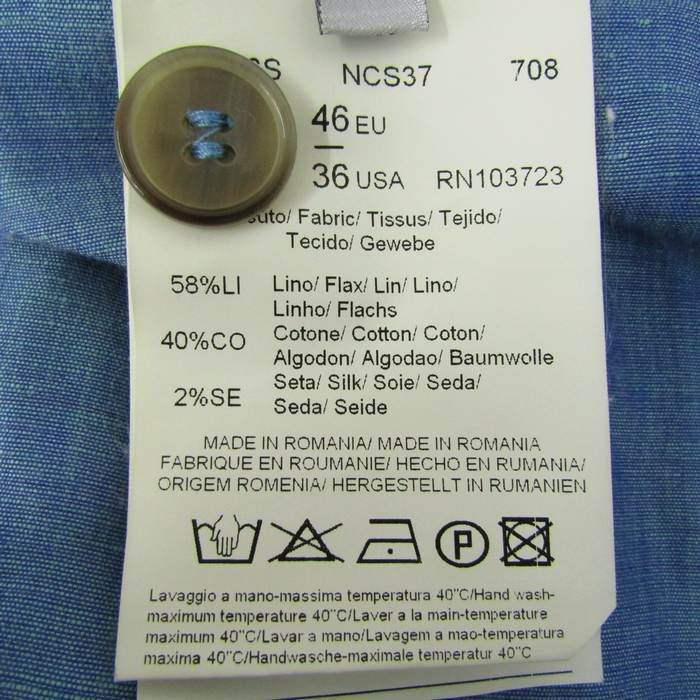 NCS37 708
46 EU
36 USA RN103723
Fabric/ Tissus/ Tejido/
Tecido/ Gewebe
58%LI Lino/ Flax/ Lin/ Lino/
Linho/ Flachs
40%CO Cotone/ Cotton/ Coton/
Algodon/ Algodao/ Baumwolle
2%SE Seta/ Silk/ Soie/ Seda/
Seda/ Seide
MADE IN ROMANIA/ MADE IN ROMANIA
FABRIQUE EN ROUMANIE/ HECHO EN RUMANIA/
ORIGEM ROMENIA/ HERGESTELLT IN RUMANIEN
P
Lavaggio a mano-massima temperatura 40°C/Hand wash-
maximum temperature 40°C/Laver a la main-temperature
maximum 40°C/Lavar a mano/Lavagem a mao-temperatura
maxima 40°C/Handwasche-maximale temperatur 40°C